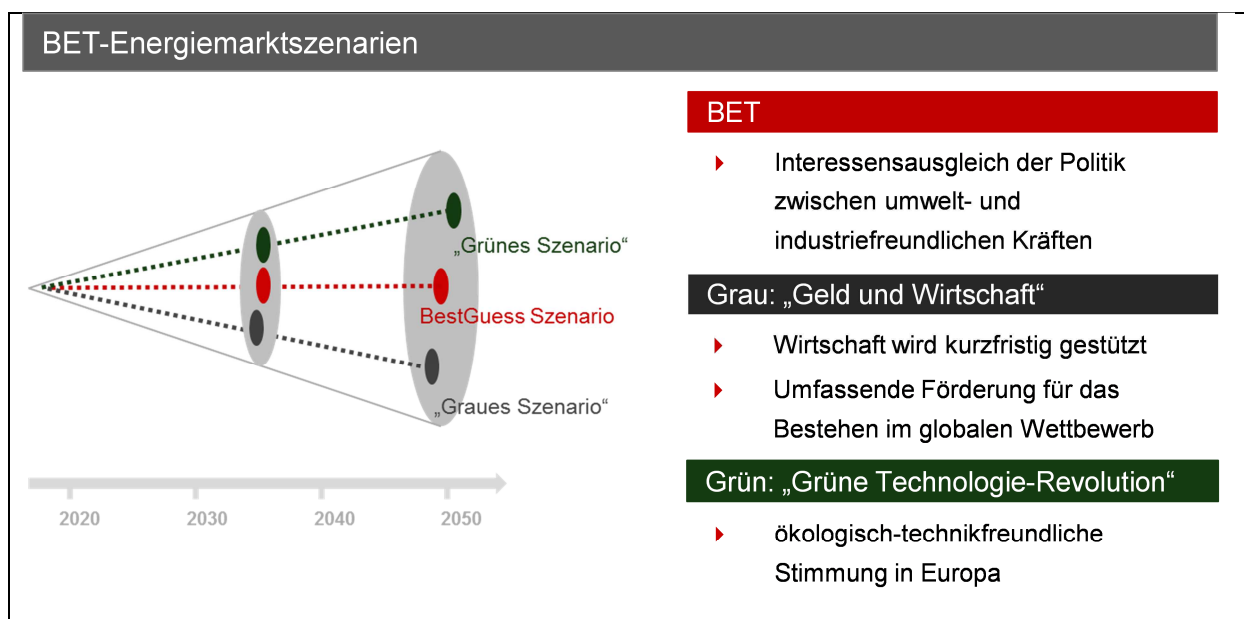 BET-Energiemarktszenarien
„Grünes Szenario“
BestGuess Szenario
„Graues Szenario“
2020
2030
2040
2050
BET
Interessensausgleich der Politik
zwischen umwelt- und
industriefreundlichen Kräften
Grau: „Geld und Wirtschaft“
Wirtschaft wird kurzfristig gestützt
Umfassende Förderung für das
Bestehen im globalen Wettbewerb
Grün: „Grüne Technologie-Revolution“
ökologisch-technikfreundliche
Stimmung in Europa